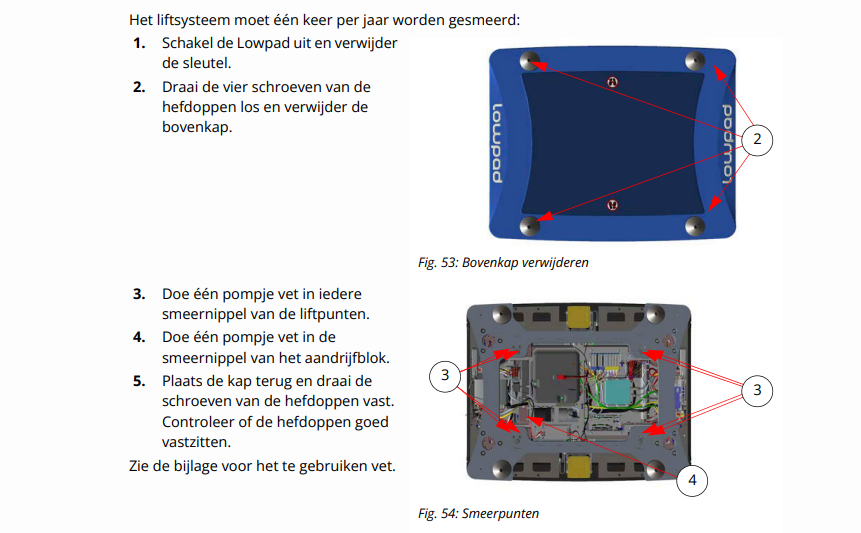 Het liftsysteem moet één keer per jaar worden gesmeerd:
1. Schakel de Lowpad uit en verwijder
de sleutel.
2. Draai de vier schroeven van de
hefdoppen los en verwijder de
bovenkap.
lowpad
lowpad
2
Fig. 53: Bovenkap verwijderen
3. Doe één pompje vet in iedere
smeernippel van de liftpunten.
4. Doe één pompje vet in de
smeernippel van het aandrijfblok.
5. Plaats de kap terug en draai de
schroeven van de hefdoppen vast.
Controleer of de hefdoppen goed
vastzitten.
Zie de bijlage voor het te gebruiken vet.
3
3
4
Fig. 54: Smeerpunten